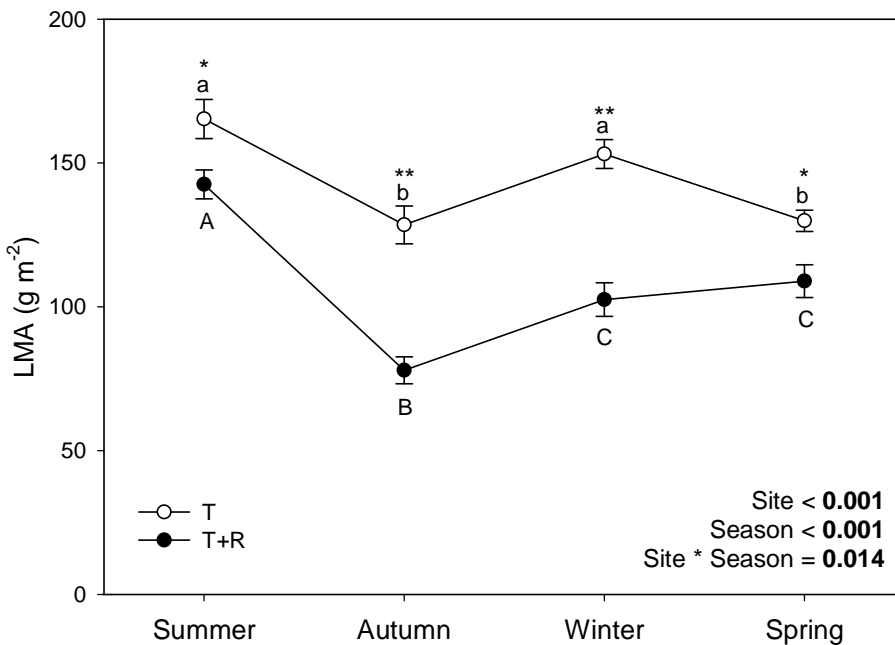 200
150
100
50
0
LMA (g m-2)
*
a
**
b
**
a
*
b
A
B
C
C
T
T+R
Site < 0.001
Season < 0.001
Site * Season = 0.014
Summer Autumn Winter Spring